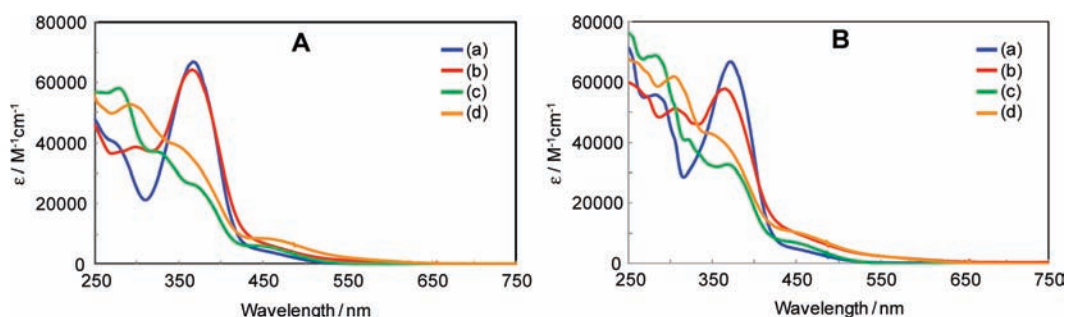 A
80000
60000
40000
20000
0
ε / M⁻¹cm⁻¹
250 350 450 550 650 750
Wavelength / nm
(a)
(b)
(c)
(d)
B
80000
60000
40000
20000
0
ε / M⁻¹cm⁻¹
250 350 450 550 650 750
Wavelength / nm
(a)
(b)
(c)
(d)